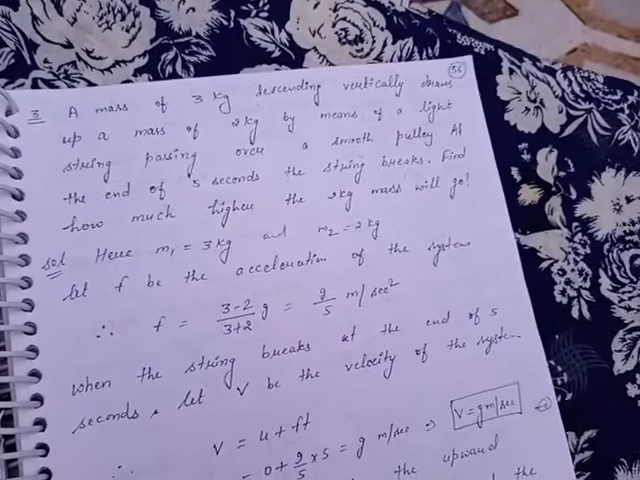 56
3 A mass of 3 kg descending vertically draws
up a mass of 2kg by means of a light
string passing over a smooth pulley. At
the end of 5 seconds the string breaks. Find
how much higher the 2kg mass will go?
Sol Here m₁ = 3 kg and m₂ = 2 kg
let f be the acceleration of the system
∴ f = (3-2)/(3+2) g = g/5 m/sec²
when the string breaks at the end of 5
seconds, let V be the velocity of the system
∴ V = u + ft
= 0 + g/5 × 5 = g m/sec ⇒ V = g m/sec
the upward
the